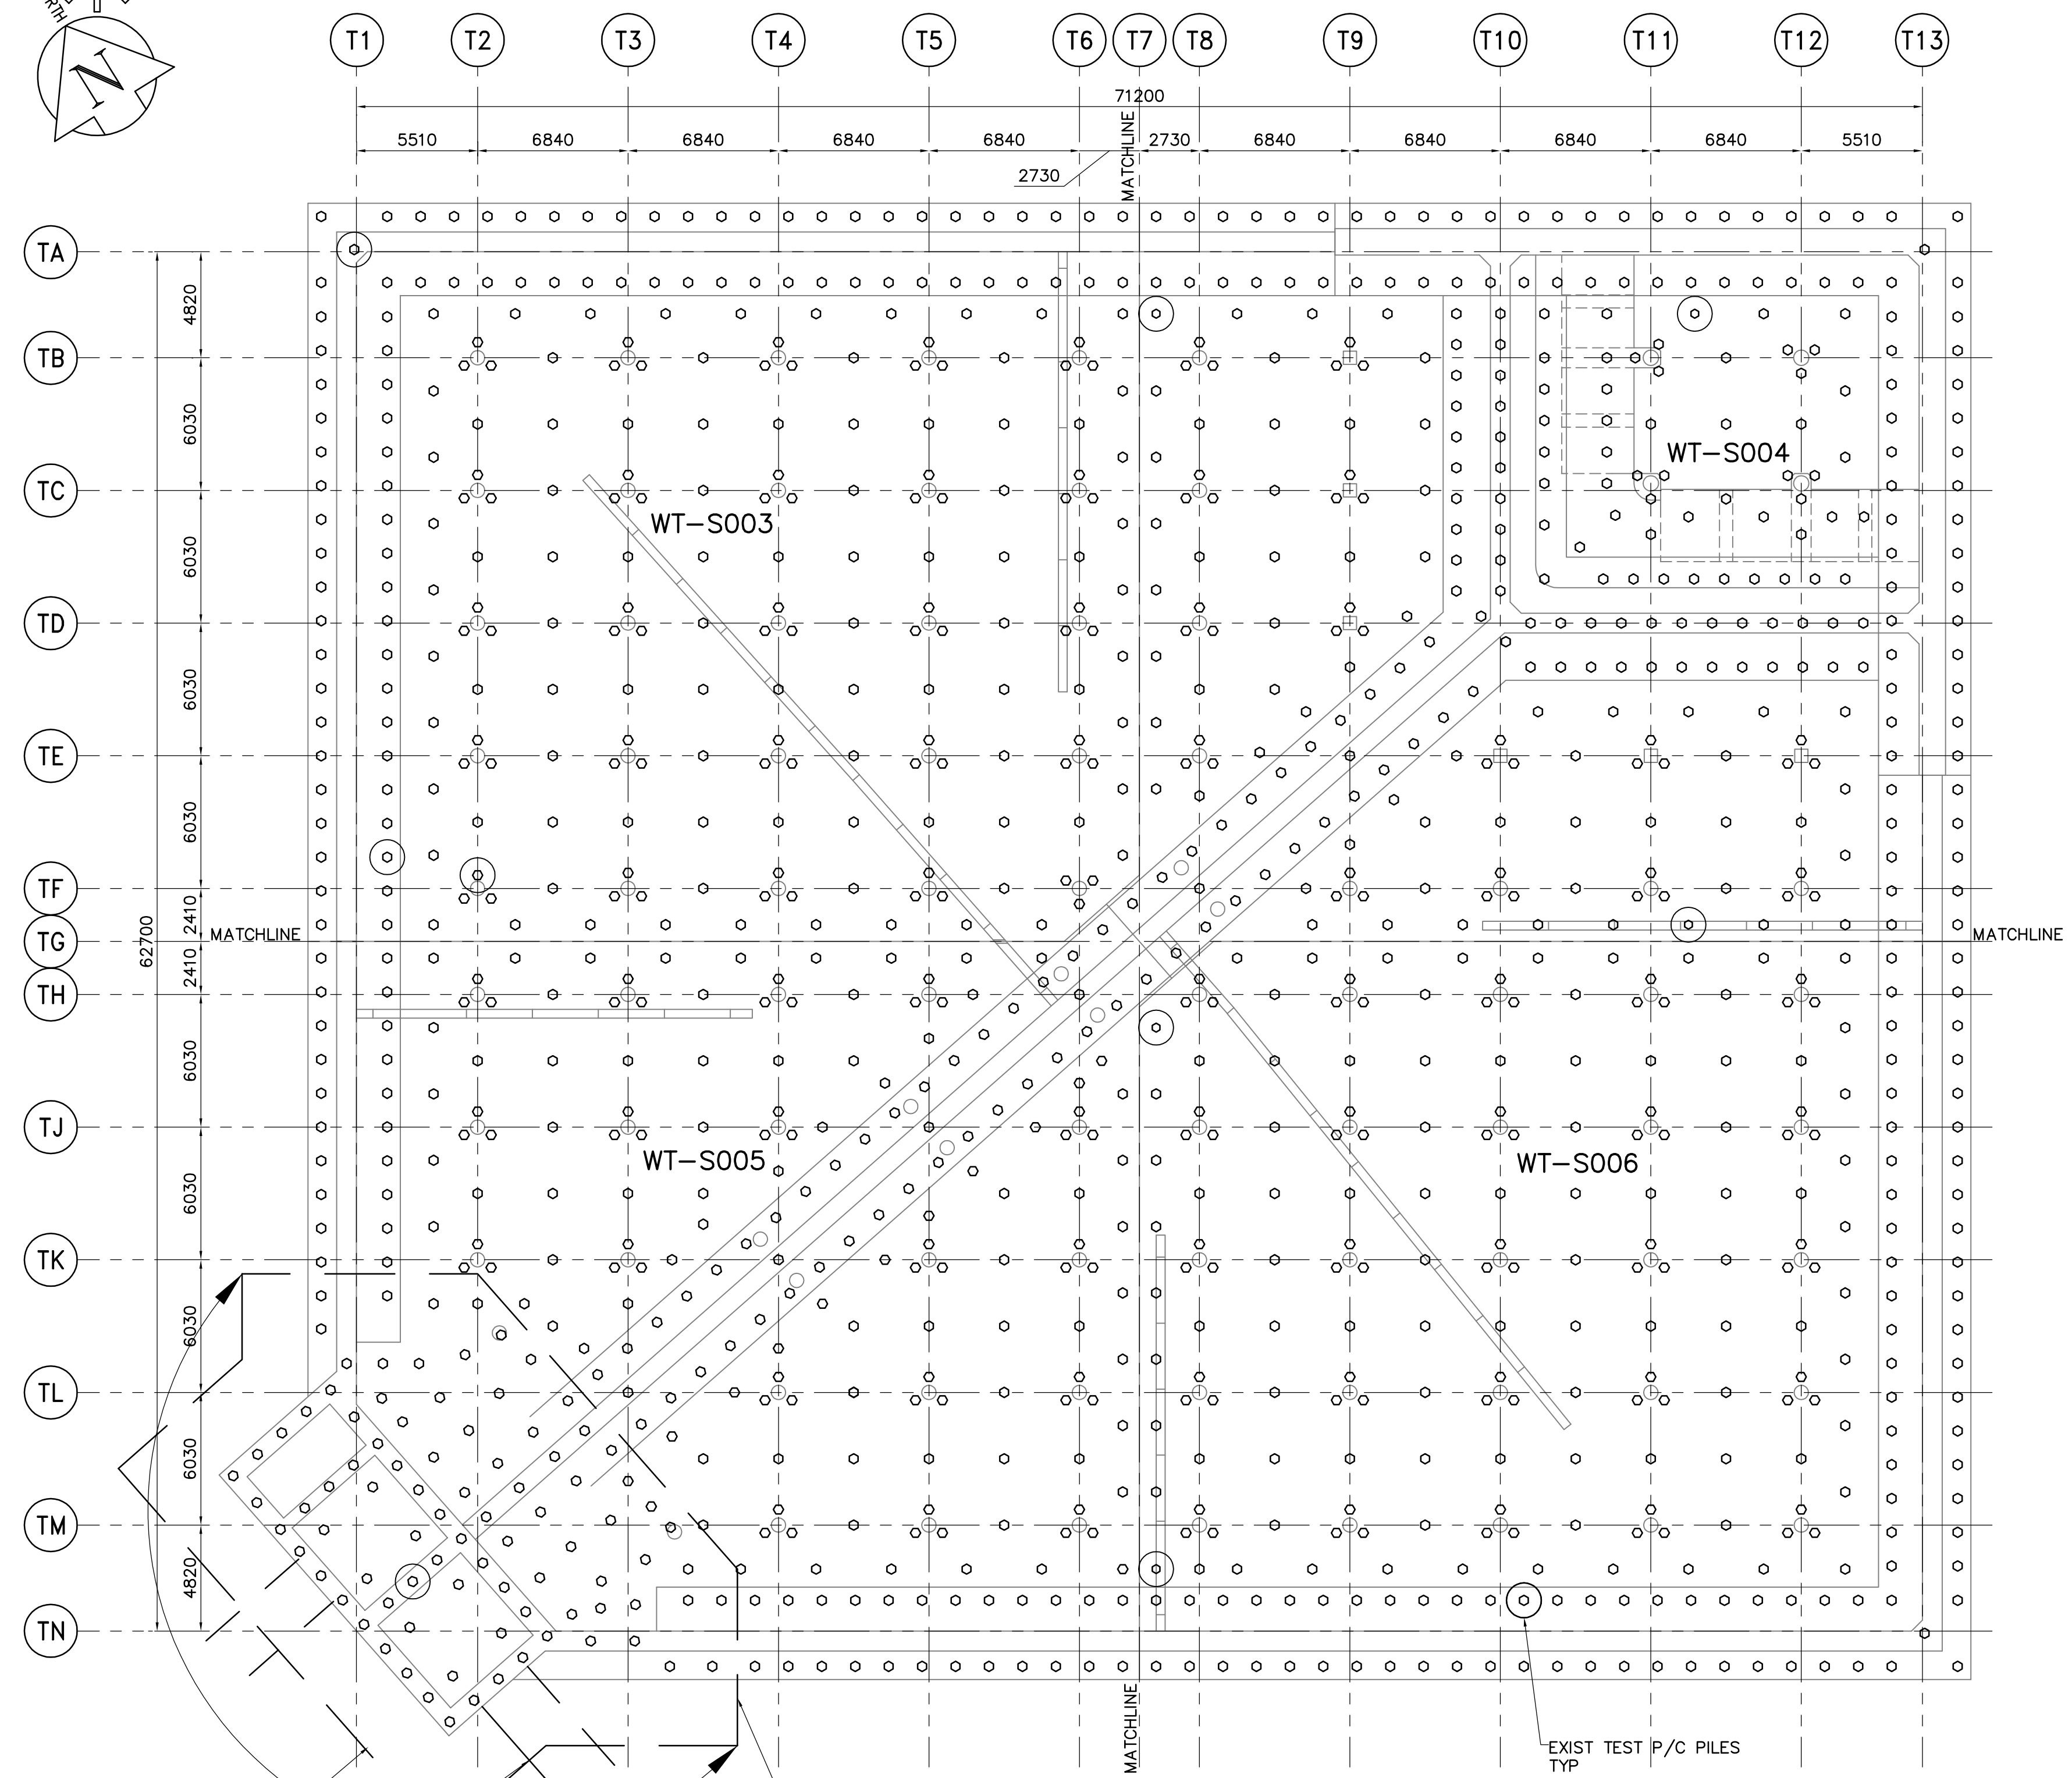 RTH
N
T1 T2 T3 T4 T5 T6 T7 T8 T9 T10 T11 T12 T13
71200
5510 6840 6840 6840 6840 2730 6840 6840 6840 6840 5510
2730
MATCHLINE
TA
4820
TB
6030
TC
WT-S004
WT-S003
6030
TD
6030
TE
6030
TF
2410
TG
62700
MATCHLINE
MATCHLINE
2410
TH
6030
TJ
WT-S005
WT-S006
6030
TK
6030
TL
6030
TM
4820
TN
MATCHLINE
EXIST TEST P/C PILES
TYP